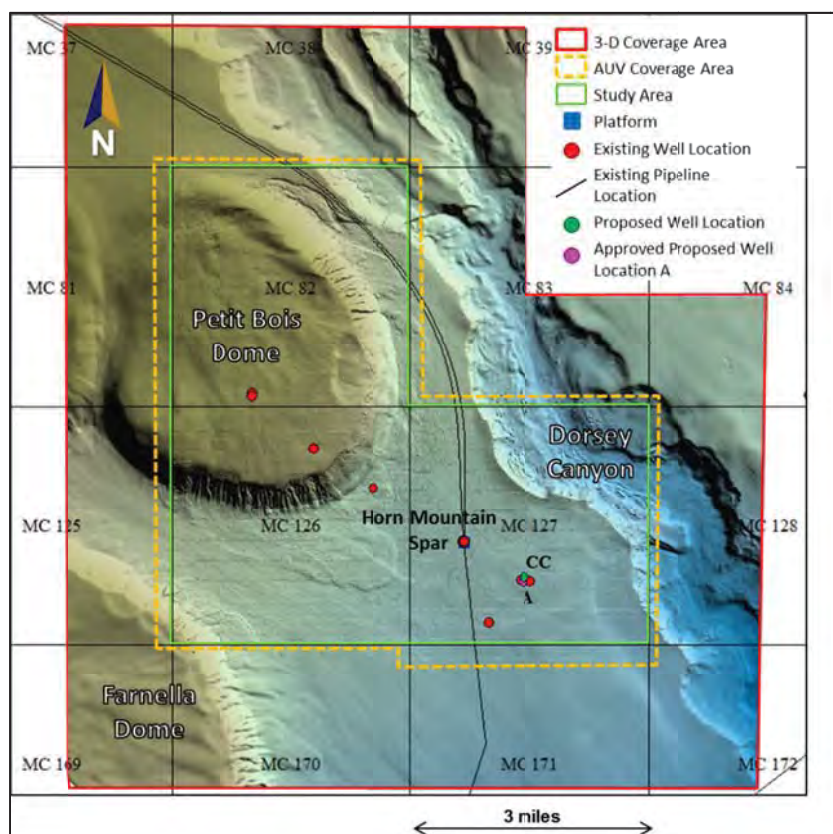 MC 37
MC 38
MC 39
3-D Coverage Area
AUV Coverage Area
Study Area
Platform
Existing Well Location
Existing Pipeline
Location
Proposed Well Location
Approved Proposed Well
Location A
N
MC 81
MC 82
MC 83
MC 84
Petit Bois
Dome
Dorsey
Canyon
MC 125
MC 126
Horn Mountain
Spar
MC 127
MC 128
CC
A
Farnella
Dome
MC 169
MC 170
MC 171
MC 172
3 miles